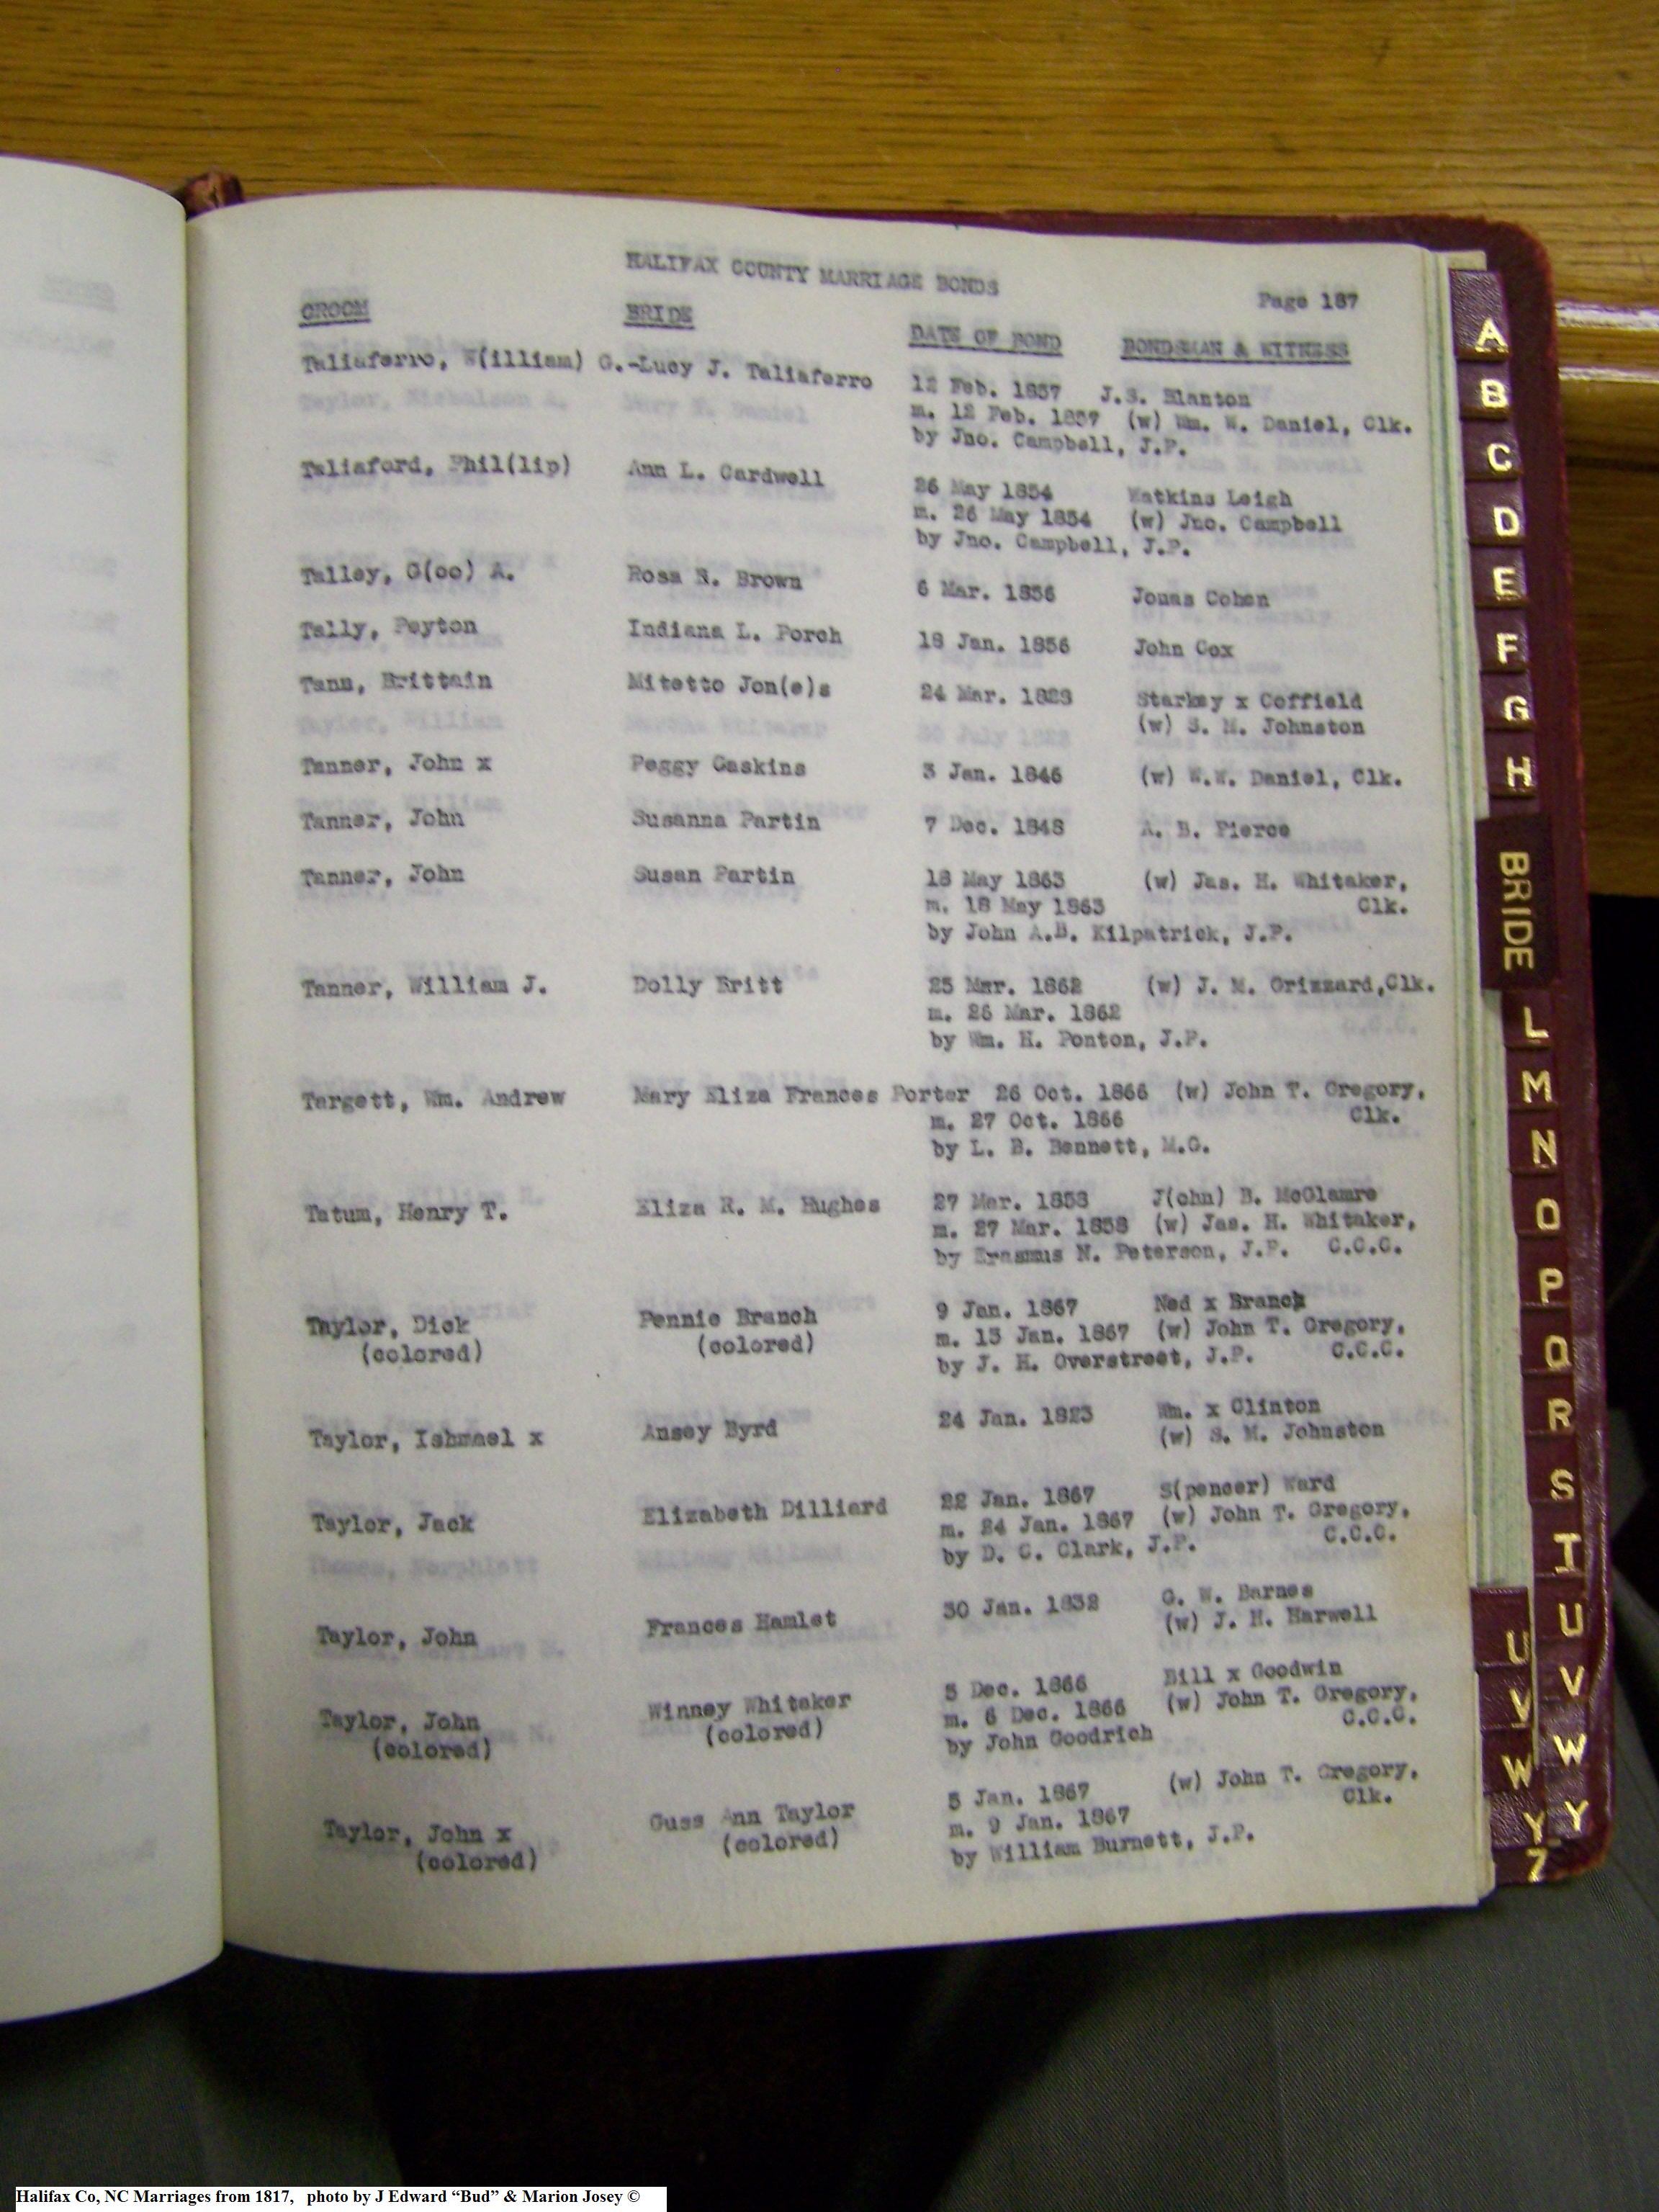 HALIFAX COUNTY MARRIAGE BONDS
Page 187
GROOM BRIDE DATE OF BOND BONDSMAN & WITNESS
Taliaferro, W(illiam) G.-Lucy J. Taliaferro 12 Feb. 1857 J.S. Blanton
m. 12 Feb. 1857 (w) Wm. W. Daniel, Clk.
by Jno. Campbell, J.P.
Taliaford, Phil(lip) Ann L. Cardwell 26 May 1854 Watkins Leigh
m. 26 May 1854 (w) Jno. Campbell
by Jno. Campbell, J.P.
Talley, G(eo) A. Rosa N. Brown 6 Mar. 1856 Jonas Cohen
Tally, Peyton Indiana L. Porch 18 Jan. 1856 John Cox
Tann, Brittain Mitetto Jon(e)s 24 Mar. 1823 Starkey x Coffield
(w) S. M. Johnston
Tanner, John x Peggy Gaskins 3 Jan. 1846 (w) W.W. Daniel, Clk.
Tanner, John Susanna Partin 7 Dec. 1848 A. B. Pierce
Tanner, John Susan Partin 18 May 1863 (w) Jas. H. Whitaker,
m. 18 May 1863 Clk.
by John A.B. Kilpatrick, J.P.
Tanner, William J. Dolly Britt 25 Mar. 1862 (w) J. M. Grizzard,Clk.
m. 26 Mar. 1862
by Wm. H. Ponton, J.P.
Targett, Wm. Andrew Mary Eliza Frances Porter 26 Oct. 1866 (w) John T. Gregory,
m. 27 Oct. 1866 Clk.
by L. B. Bennett, M.G.
Tatum, Henry T. Eliza R. M. Hughes 27 Mar. 1858 J(ohn) B. McGlamre
m. 27 Mar. 1858 (w) Jas. H. Whitaker,
by Erasmus N. Peterson, J.P. C.C.C.
Taylor, Dick Pennie Branch 9 Jan. 1867 Ned x Branch
(colored) (colored) m. 13 Jan. 1867 (w) John T. Gregory,
by J. H. Overstreet, J.P. C.C.C.
Taylor, Ishmael x Ansey Byrd 24 Jan. 1823 Wm. x Clinton
(w) S. M. Johnston
Taylor, Jack Elizabeth Dilliard 22 Jan. 1867 S(pencer) Ward
m. 24 Jan. 1867 (w) John T. Gregory,
by D. C. Clark, J.P. C.C.C.
Taylor, John Frances Hamlet 30 Jan. 1832 G. W. Barnes
(w) J. H. Harwell
Taylor, John Winney Whitaker 5 Dec. 1866 Bill x Goodwin
(colored) (colored) m. 6 Dec. 1866 (w) John T. Gregory,
by John Goodrich C.C.C.
Taylor, John x Guss Ann Taylor 5 Jan. 1867 (w) John T. Gregory,
(colored) (colored) m. 9 Jan. 1867 Clk.
by William Burnett, J.P.
A
B
C
D
E
F
G
H
BRIDE
L
M
N
O
P
Q
R
S
T
U
V
W
Y
U
V
W
Y
Z
Halifax Co, NC Marriages from 1817, photo by J Edward “Bud” & Marion Josey ©